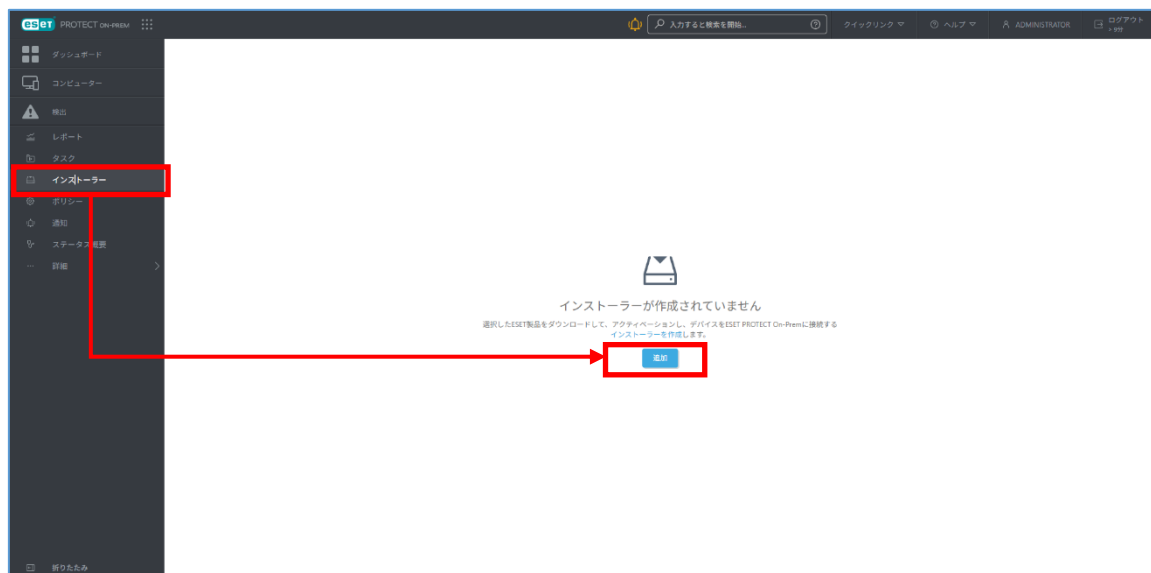 eset PROTECT ON-PREM
入力すると検索を開始...
クイックリンク
ヘルプ
ADMINISTRATOR
ログアウト
> 9分
ダッシュボード
コンピューター
検出
レポート
タスク
インストーラー
ポリシー
通知
ステータス概要
詳細
インストーラーが作成されていません
選択したESET製品をダウンロードして、アクティベーションし、デバイスをESET PROTECT On-Premに接続する
インストーラーを作成します。
追加
折りたたみ